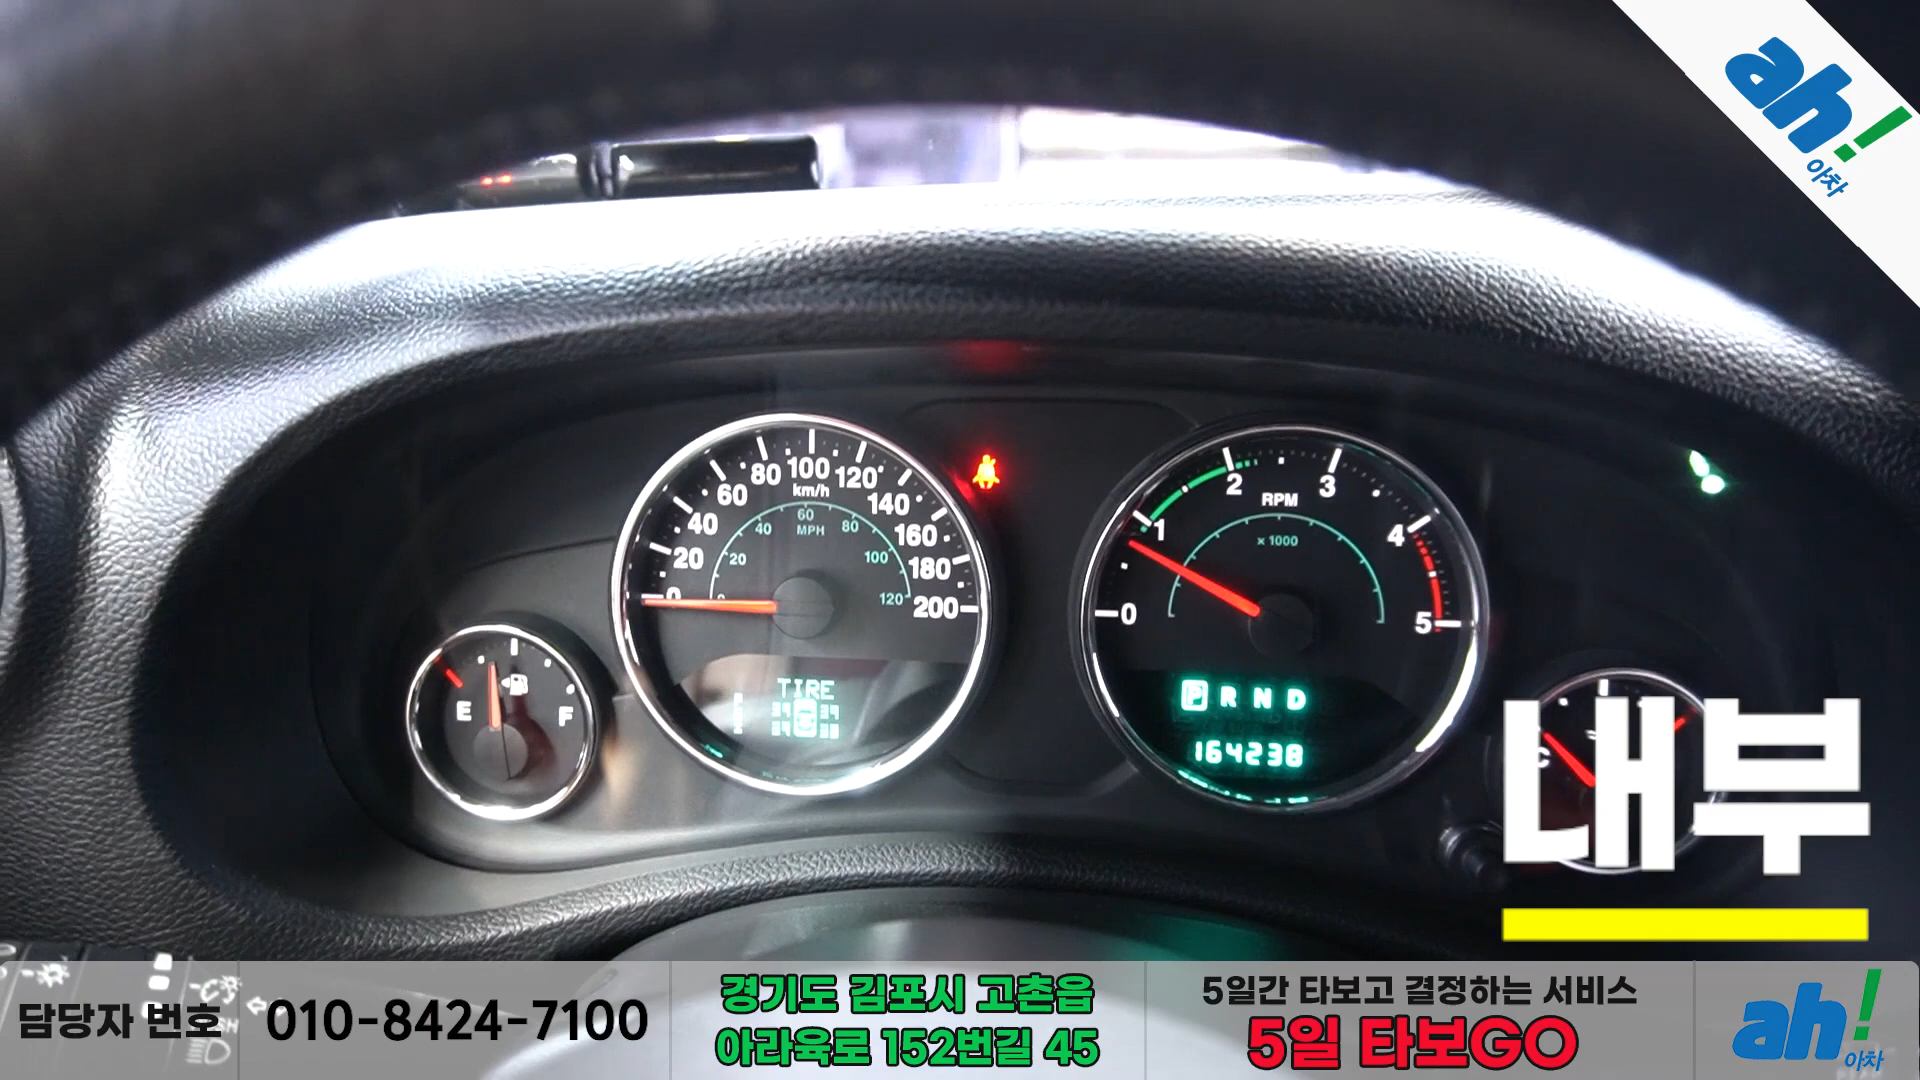 ah!
아차
20
40
60
80
100
120
140
160
180
200
km/h
20
40
60
80
100
120
MPH
0
1
2
3
4
5
RPM
x 1000
E
F
TIRE
P R N D
164238
C
내부
담당자 번호
010-8424-7100
경기도 김포시 고촌읍
아라육로 152번길 45
5일간 타보고 결정하는 서비스
5일 타보GO
ah!
아차